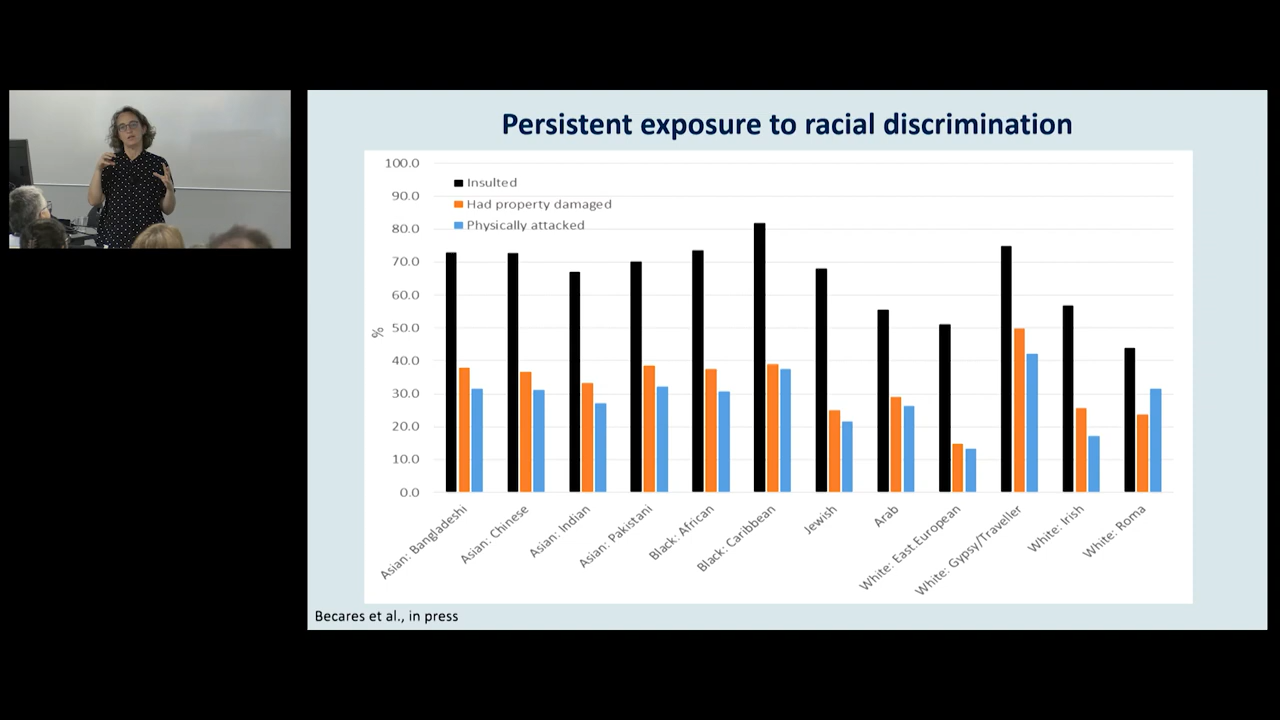 Persistent exposure to racial discrimination
100.0
90.0
80.0
70.0
60.0
50.0
40.0
30.0
20.0
10.0
0.0
%
Insulted
Had property damaged
Physically attacked
Asian: Bangladeshi
Asian: Chinese
Asian: Indian
Asian: Pakistani
Black: African
Black: Caribbean
Jewish
Arab
White: East European
White: Gypsy/Traveller
White: Irish
White: Roma
Becares et al., in press